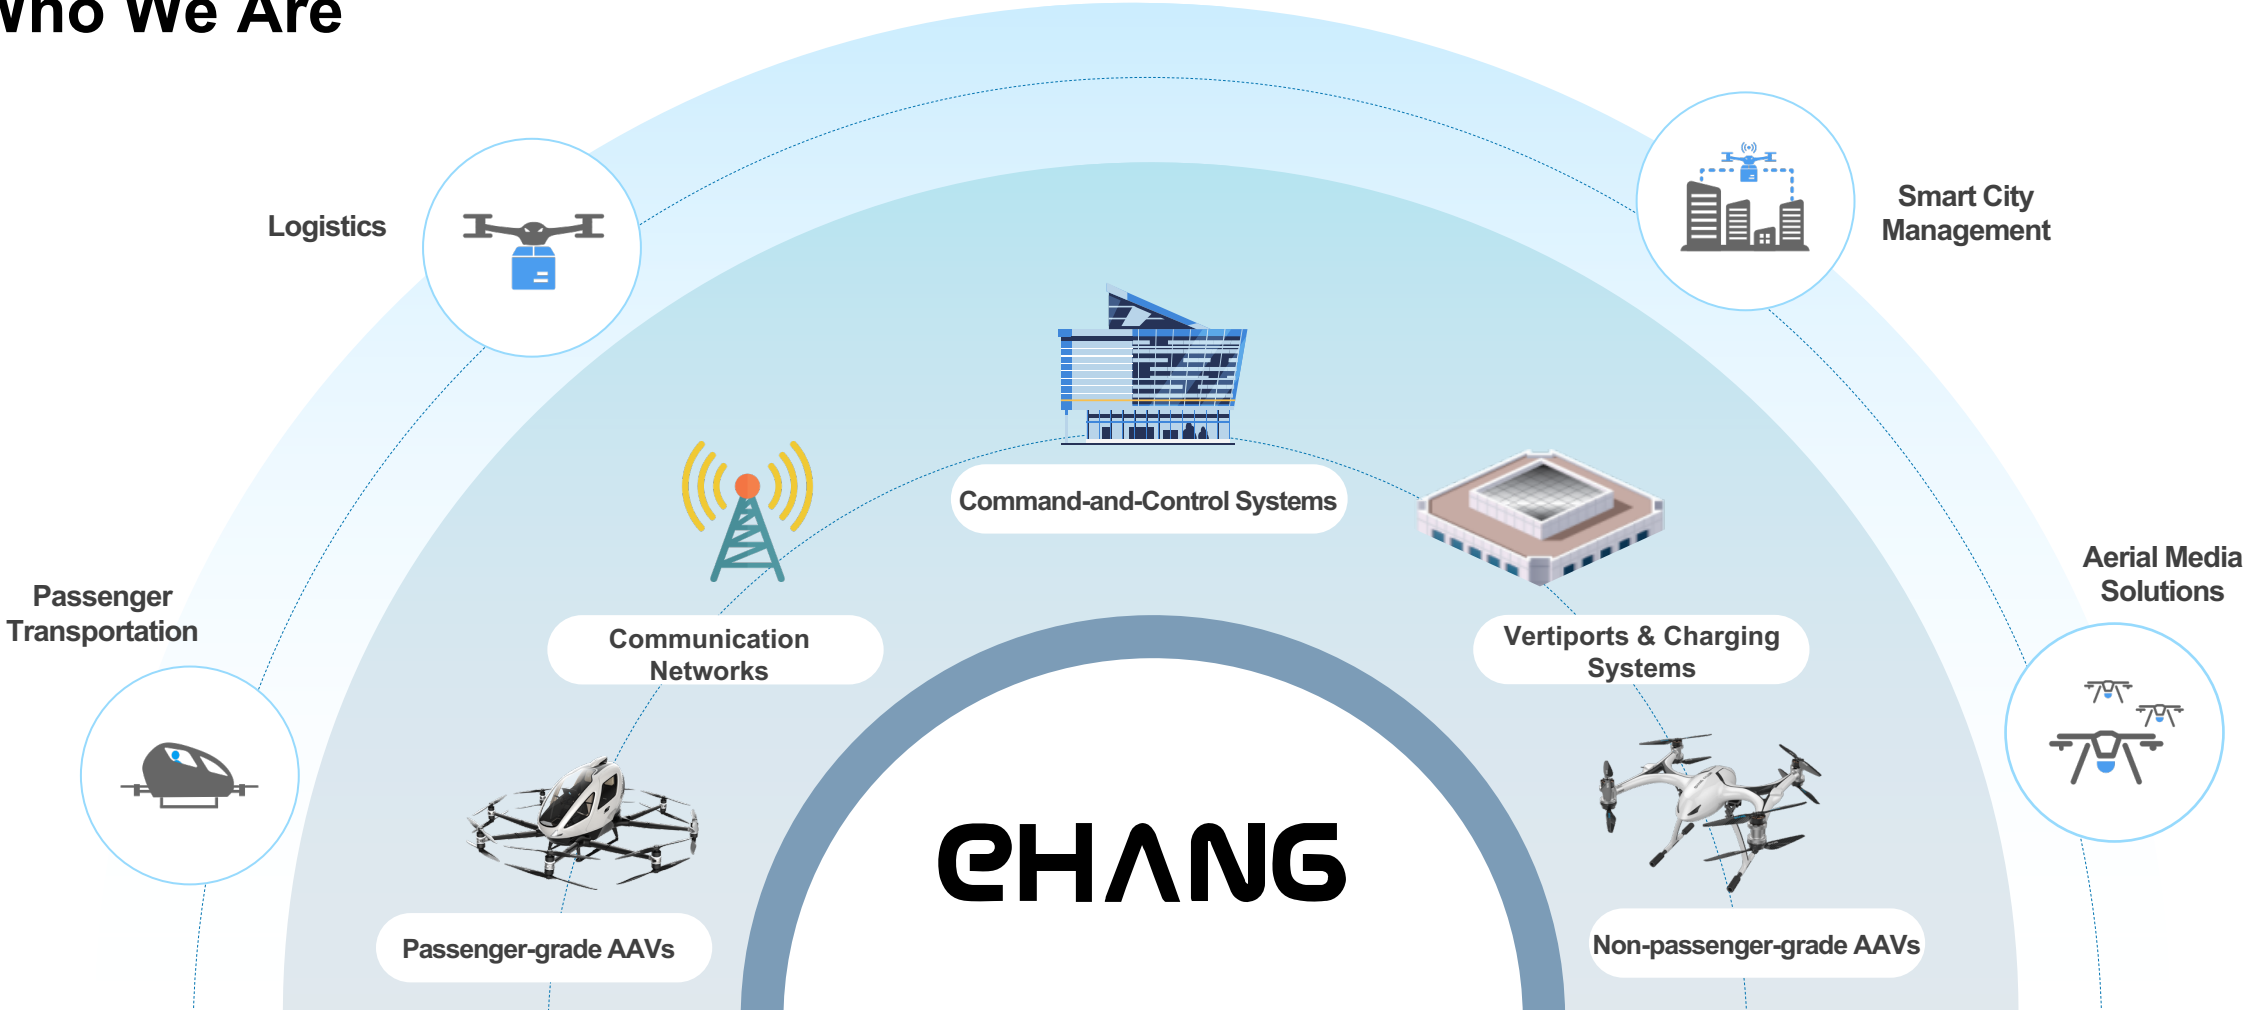 Who We Are
Logistics
Smart City
Management
Command-and-Control Systems
Aerial Media
Solutions
Passenger
Transportation
Communication
Networks
Vertiports & Charging
Systems
EHANG
Passenger-grade AAVs
Non-passenger-grade AAVs